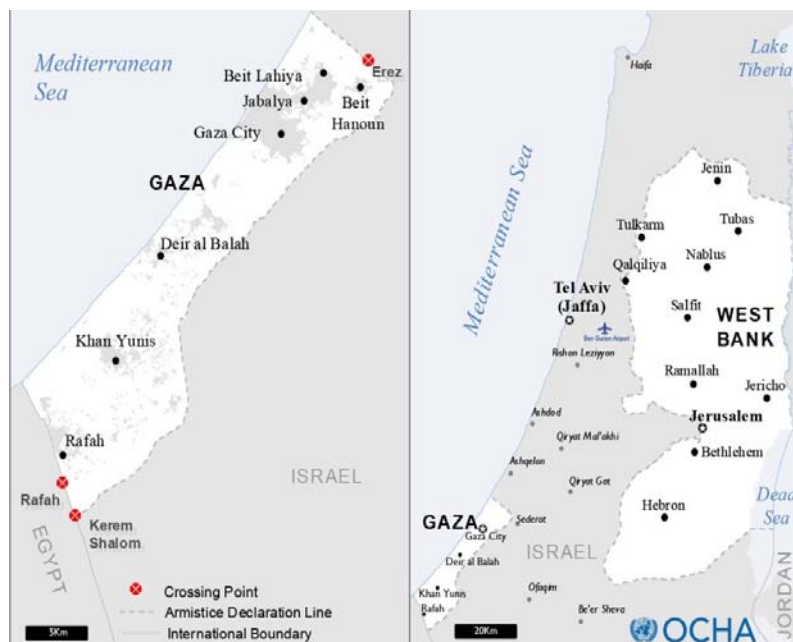 Mediterranean
Sea
Beit Lahiya
Erez
Jabalya
Beit
Hanoun
Gaza City
GAZA
Deir al Balah
Khan Yunis
Rafah
Rafah
Kerem
Shalom
EGYPT
ISRAEL
Crossing Point
Armistice Declaration Line
International Boundary
5Km
Lake
Tiberia
Haifa
Mediterranean Sea
Jenin
Tubas
Tulkarm
Nablus
Qalqiliya
Tel Aviv
(Jaffa)
Ben Gurion Airport
Salfit
WEST
BANK
Rishon Leziyyon
Ramallah
Jericho
Jerusalem
Ashdod
Qiryat Mal'akhi
Bethlehem
Ashqelon
Qiryat Gat
Dead
Sea
Hebron
GAZA
Sederot
Gaza City
ISRAEL
Deir al Balah
Khan Yunis
Rafah
Ofaqim
Be'er Sheva
JORDAN
20Km
OCHA